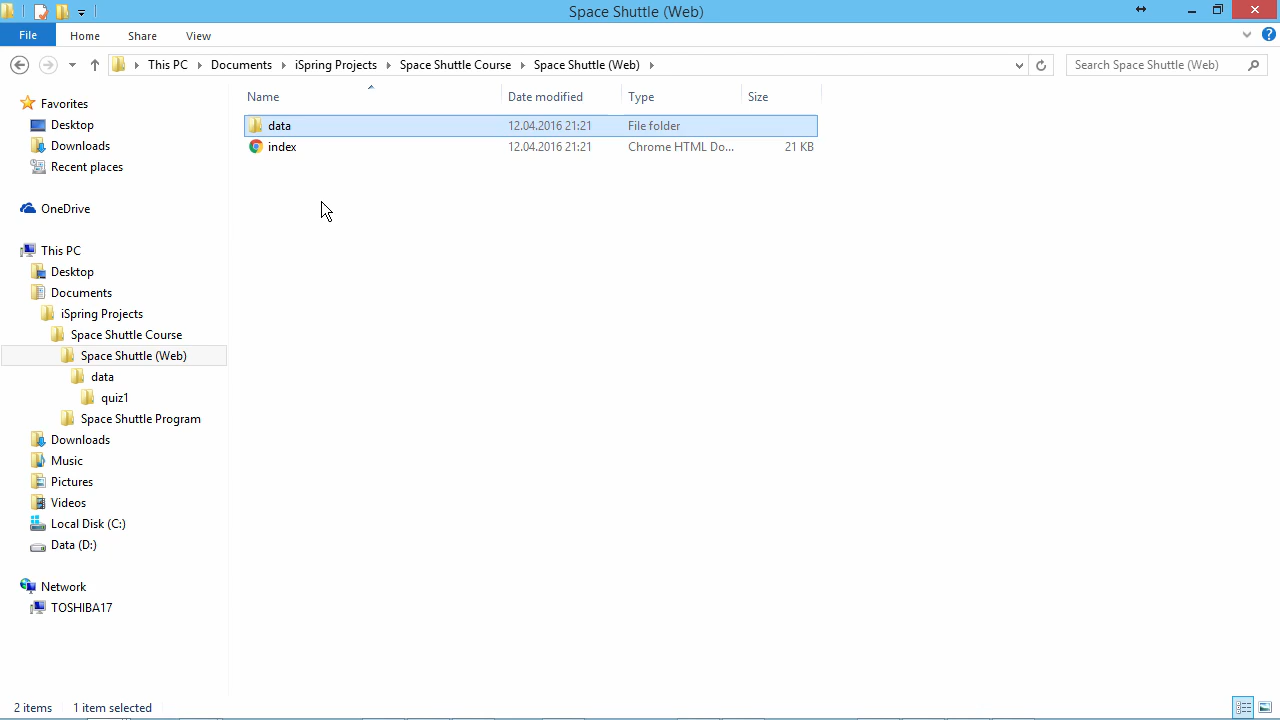 Space Shuttle (Web)
File Home Share View
This PC Documents iSpring Projects Space Shuttle Course Space Shuttle (Web) Search Space Shuttle (Web)
Name Date modified Type Size
data 12.04.2016 21:21 File folder
index 12.04.2016 21:21 Chrome HTML Do... 21 KB
Favorites
Desktop
Downloads
Recent places
OneDrive
This PC
Desktop
Documents
iSpring Projects
Space Shuttle Course
Space Shuttle (Web)
data
quiz1
Space Shuttle Program
Downloads
Music
Pictures
Videos
Local Disk (C:)
Data (D:)
Network
TOSHIBA17
2 items 1 item selected